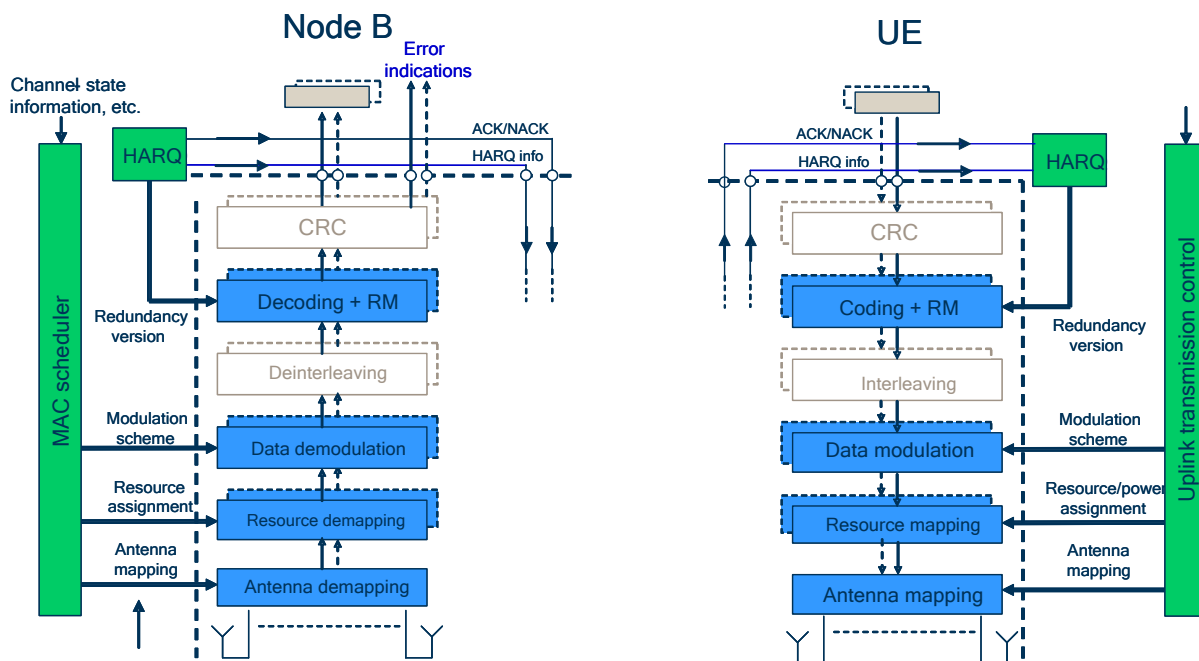 Node B
Error
indications
Channel state
information, etc.
ACK/NACK
HARQ
HARQ info
CRC
Decoding + RM
Redundancy
version
MAC scheduler
Deinterleaving
Modulation
scheme
Data demodulation
Resource
assignment
Resource demapping
Antenna
mapping
Antenna demapping
UE
ACK/NACK
HARQ info
HARQ
CRC
Coding + RM
Redundancy
version
Uplink transmission control
Interleaving
Modulation
scheme
Data modulation
Resource/power
assignment
Resource mapping
Antenna
mapping
Antenna mapping